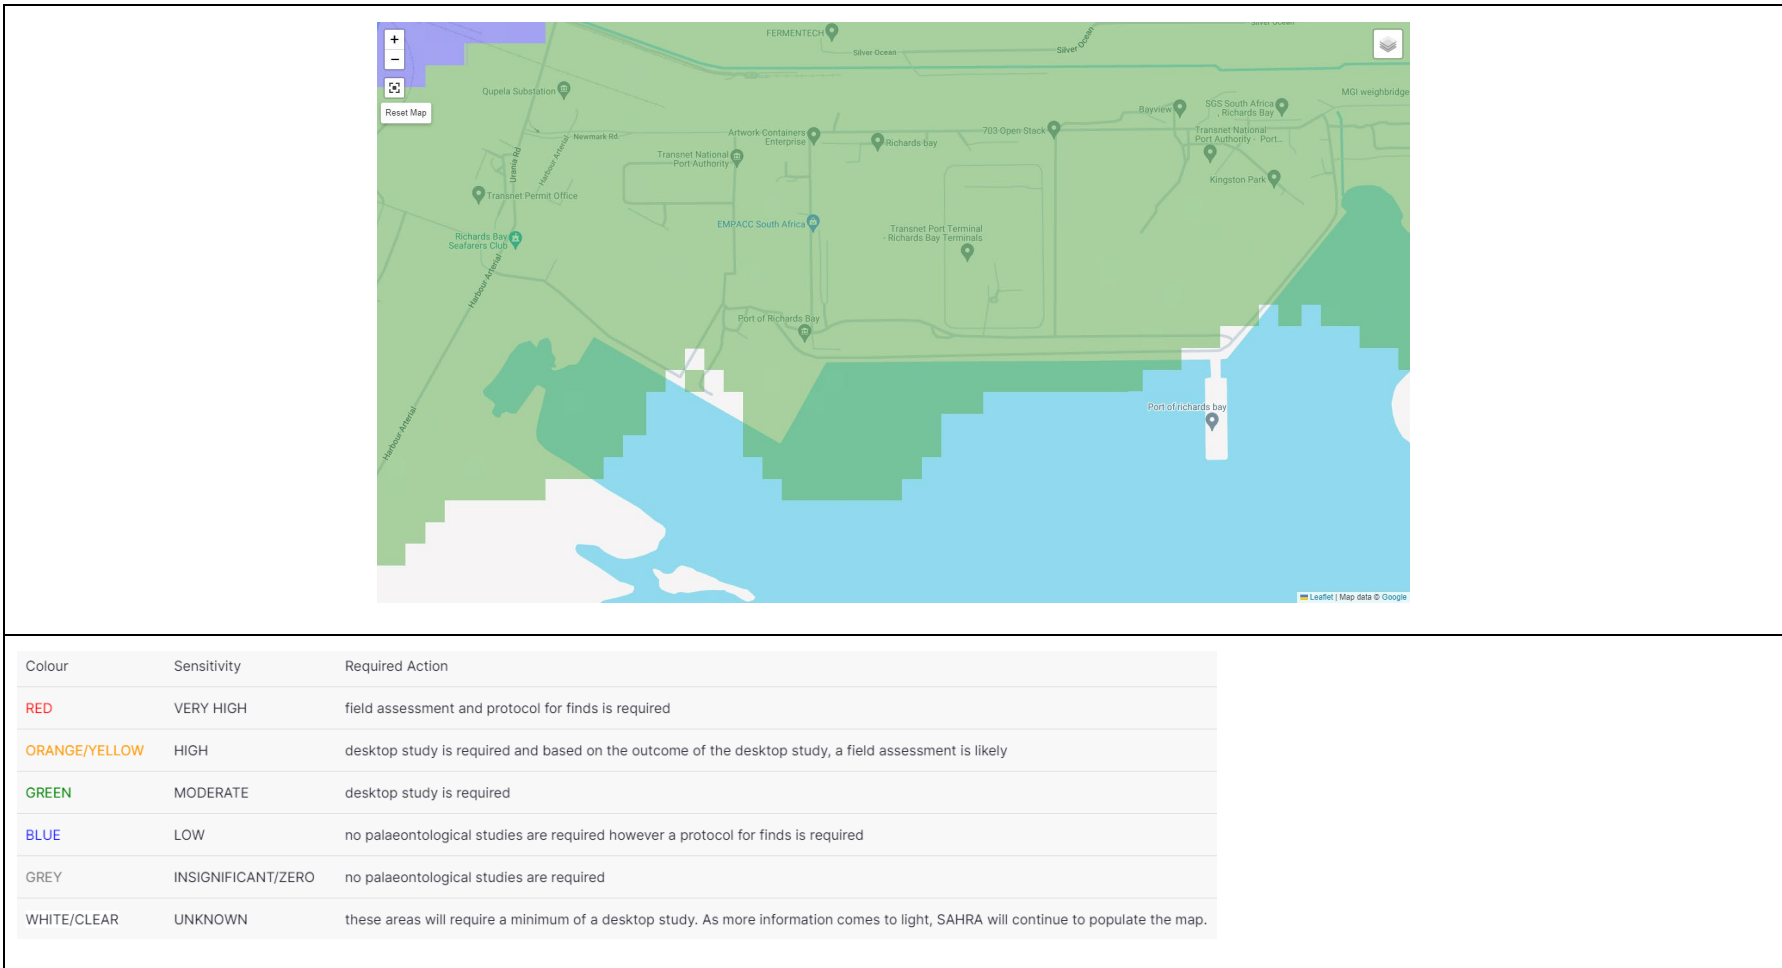 +
−
Reset Map
FERMENTECH
Silver Ocean
Silver Ocean
Silver Ocean
Qupela Substation
MGI weighbridge
Bayview
SGS South Africa
, Richards Bay
Newmark Rd
Artwork Containers
Enterprise
Richards bay
703 Open Stack
Transnet National
Port Authority - Port...
Transnet National
Port Authority
Urania Rd
Harbour Arterial
Kingston Park
Transnet Permit Office
EMPACC South Africa
Transnet Port Terminal
- Richards Bay Terminals
Richards Bay
Seafarers Club
Harbour Arterial
Port of Richards Bay
Port of richards bay
Harbour Arterial
Leaflet | Map data © Google
Colour Sensitivity Required Action
RED VERY HIGH field assessment and protocol for finds is required
ORANGE/YELLOW HIGH desktop study is required and based on the outcome of the desktop study, a field assessment is likely
GREEN MODERATE desktop study is required
BLUE LOW no palaeontological studies are required however a protocol for finds is required
GREY INSIGNIFICANT/ZERO no palaeontological studies are required
WHITE/CLEAR UNKNOWN these areas will require a minimum of a desktop study. As more information comes to light, SAHRA will continue to populate the map.